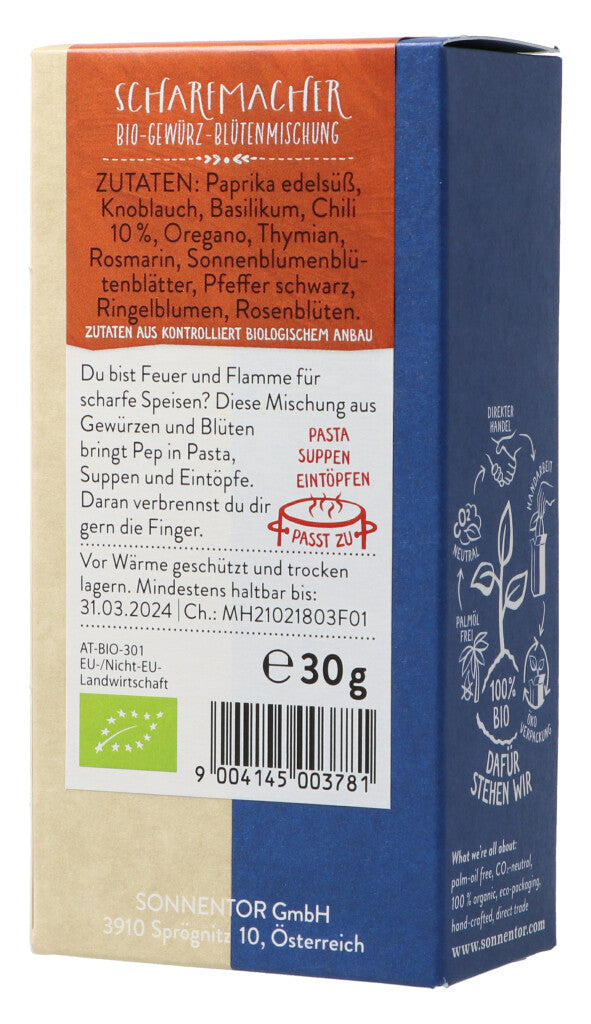 SCHARFMACHER
BIO-GEWÜRZ-BLÜTENMISCHUNG
ZUTATEN: Paprika edelsüß,
Knoblauch, Basilikum, Chili
10 %, Oregano, Thymian,
Rosmarin, Sonnenblumenblü-
tenblätter, Pfeffer schwarz,
Ringelblumen, Rosenblüten.
ZUTATEN AUS KONTROLLIERT BIOLOGISCHEM ANBAU
Du bist Feuer und Flamme für
scharfe Speisen? Diese Mischung aus
Gewürzen und Blüten
bringt Pep in Pasta,
Suppen und Eintöpfe.
Daran verbrennst du dir
gern die Finger.
PASTA
SUPPEN
EINTÖPFEN
PASST ZU
Vor Wärme geschützt und trocken
lagern. Mindestens haltbar bis:
31.03.2024 | Ch.: MH21021803F01
AT-BIO-301
EU-/Nicht-EU-
Landwirtschaft
e 30 g
9 004145 003781
SONNENTOR GmbH
3910 Sprögnitz 10, Österreich
DIREKTER
HANDEL
HANDARBEIT
CO2
NEUTRAL
PALMÖL
FREI
100%
BIO
ÖKO
VERPACKUNG
DAFÜR
STEHEN WIR
What we're all about:
palm-oil free, CO2-neutral,
100 % organic, eco-packaging,
hand-crafted, direct trade
www.sonnentor.com